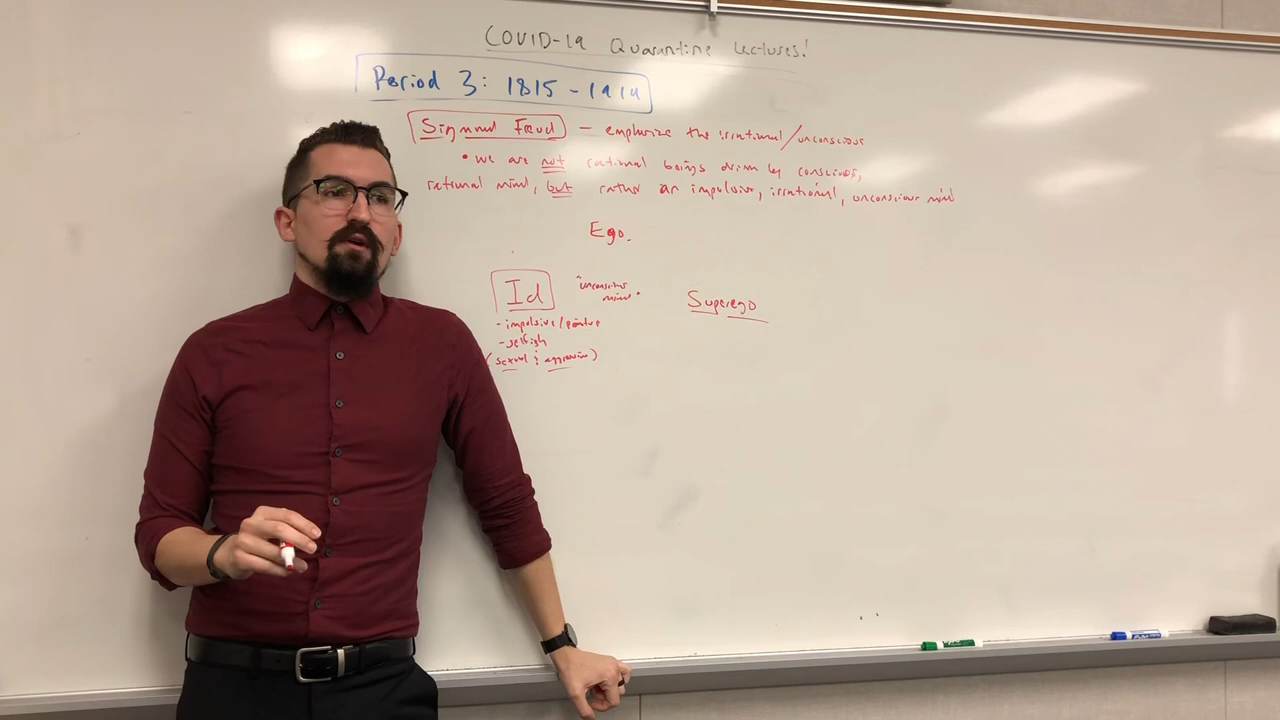 COVID-19 Quarantine Lectures!
Period 3: 1815 - 1914
Sigmund Freud — emphasize the irrational/unconscious
• we are not rational beings driven by conscious,
rational mind, but rather an impulsive, irrational, unconscious mind
Ego
Id
"unconscious
mind"
Superego
- impulsive/
- selfish
(sexual & aggressive)